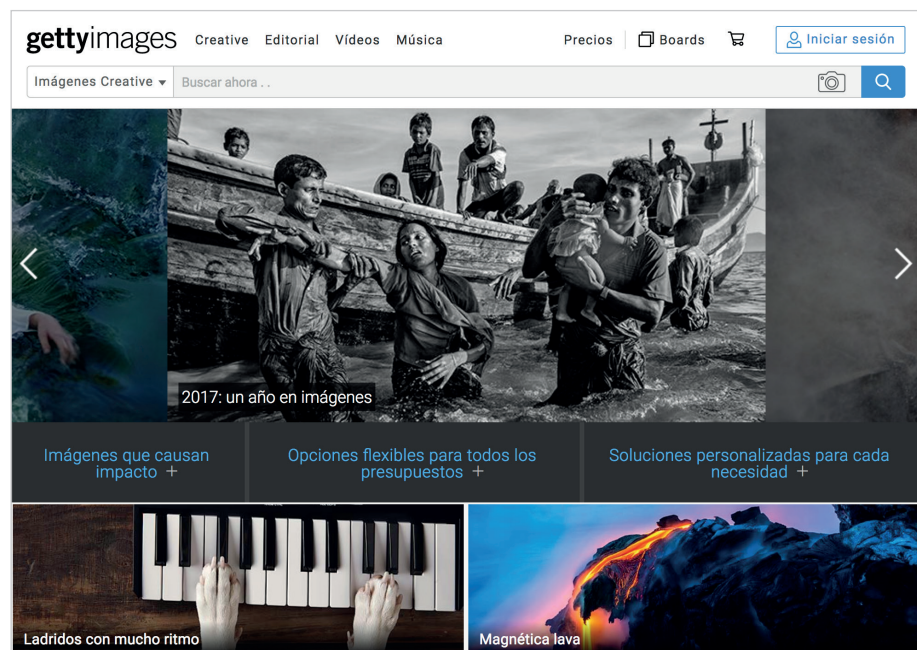 gettyimages Creative Editorial Vídeos Música Precios Boards Iniciar sesión
Imágenes Creative Buscar ahora . .
2017: un año en imágenes
Imágenes que causan
impacto +
Opciones flexibles para todos los
presupuestos +
Soluciones personalizadas para cada
necesidad +
Ladridos con mucho ritmo
Magnética lava